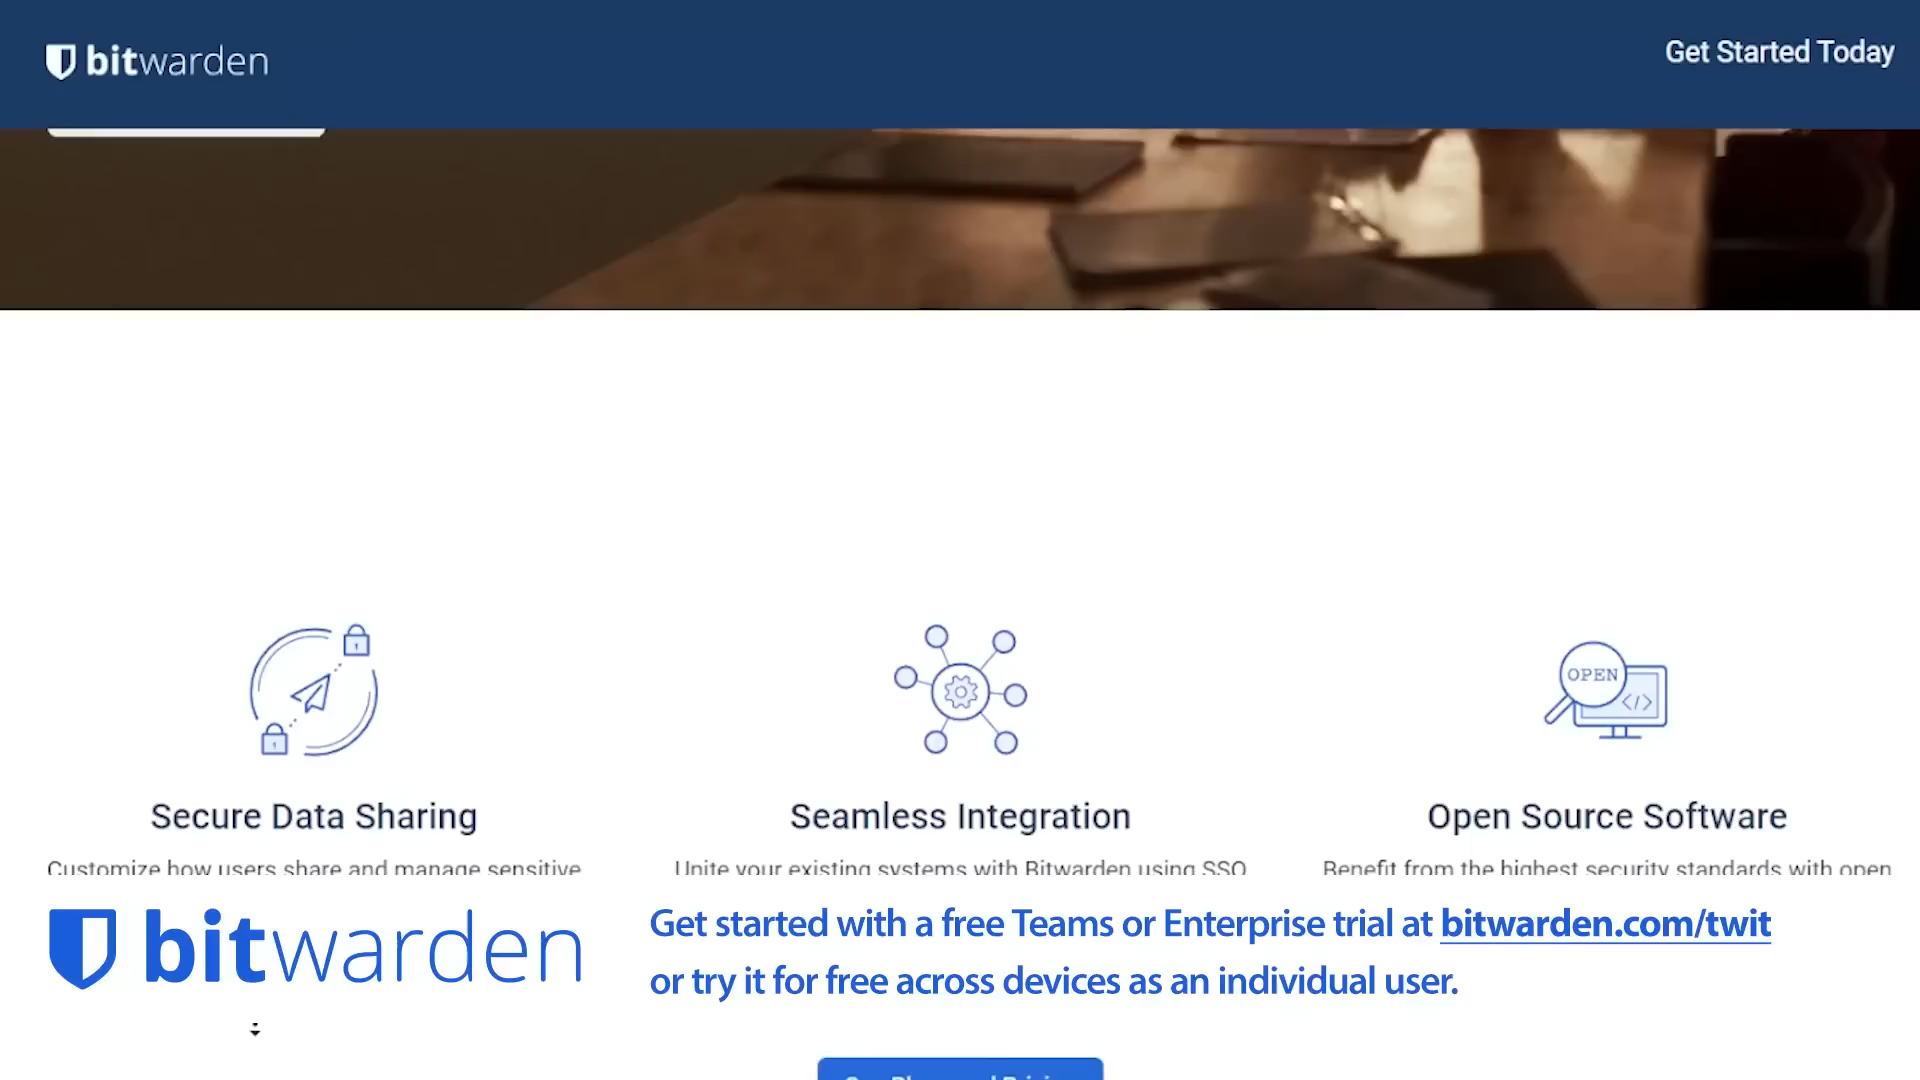 bitwarden
Get Started Today
OPEN
</>
Secure Data Sharing
Seamless Integration
Open Source Software
Customize how users share and manage sensitive
Unite your existing systems with Bitwarden using SSO
Benefit from the highest security standards with open
bitwarden
Get started with a free Teams or Enterprise trial at bitwarden.com/twit
or try it for free across devices as an individual user.